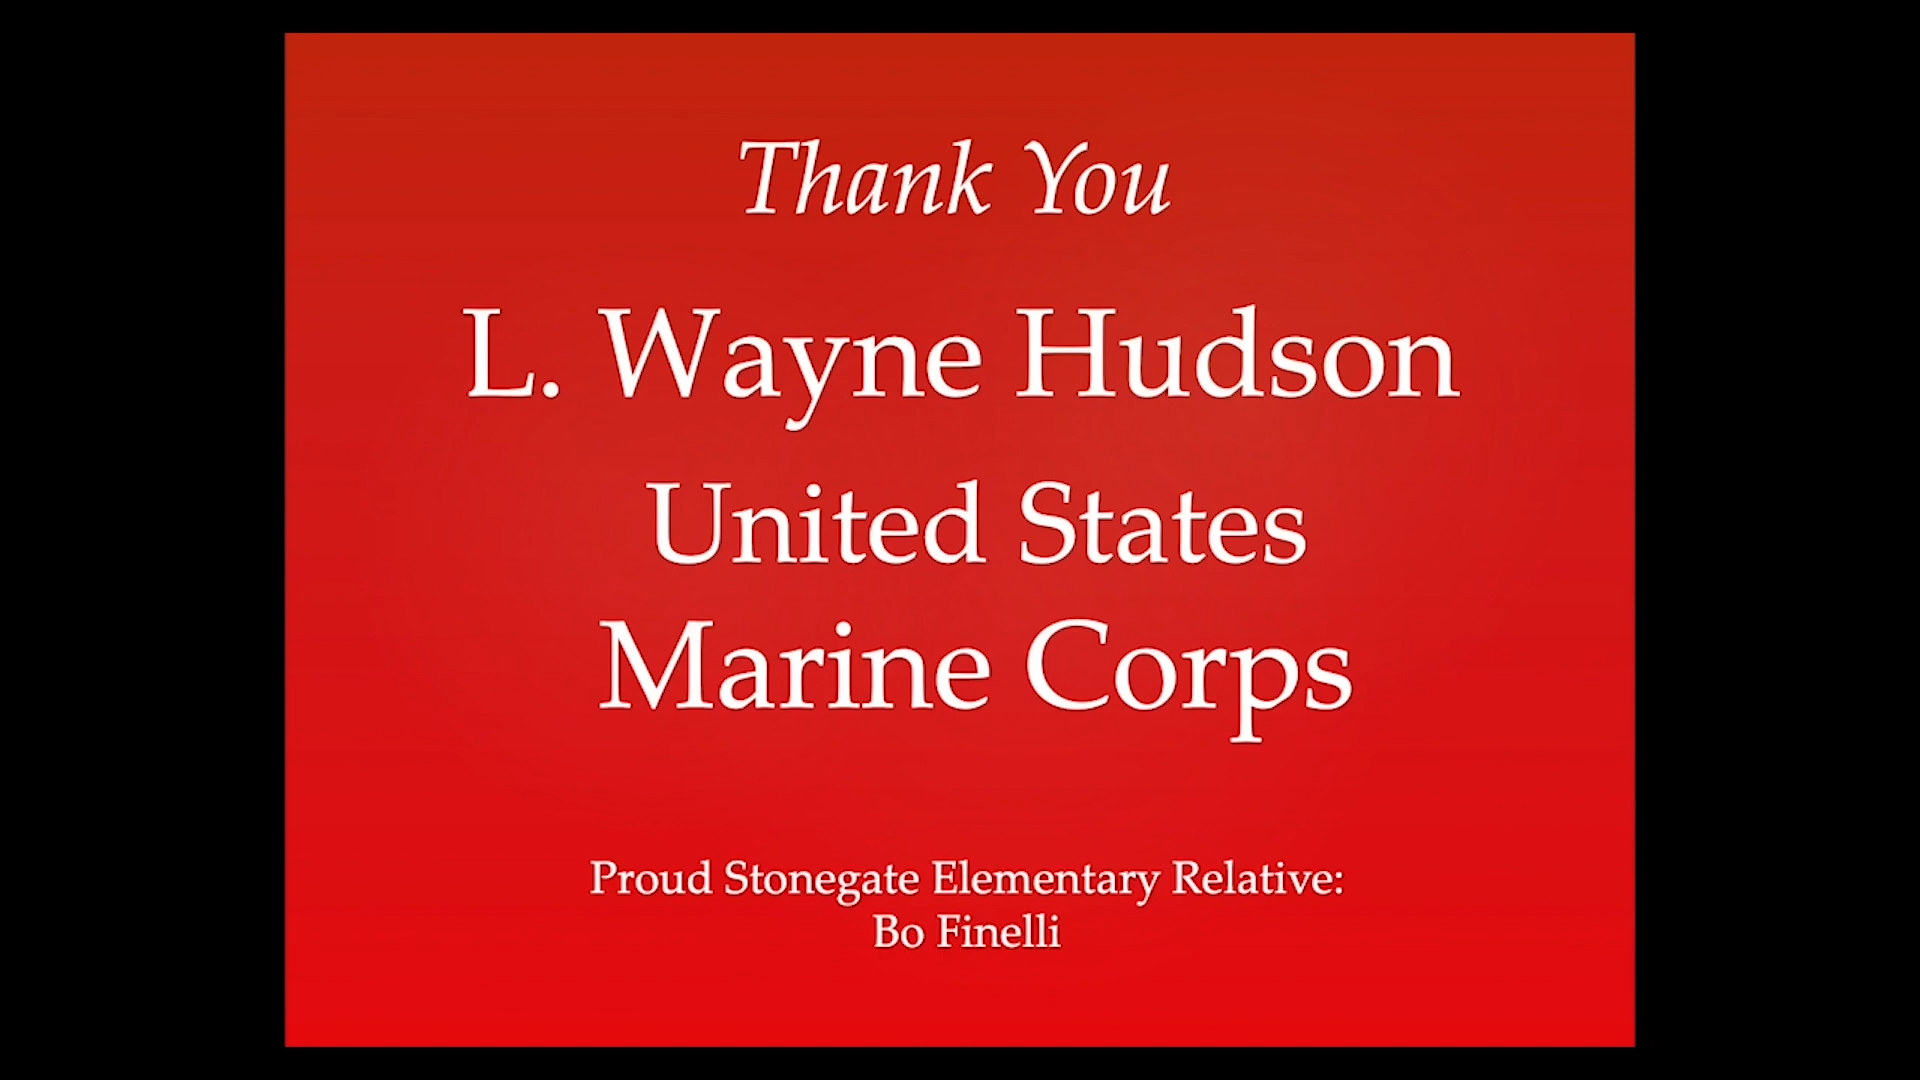 Thank You
L. Wayne Hudson
United States
Marine Corps
Proud Stonegate Elementary Relative:
Bo Finelli